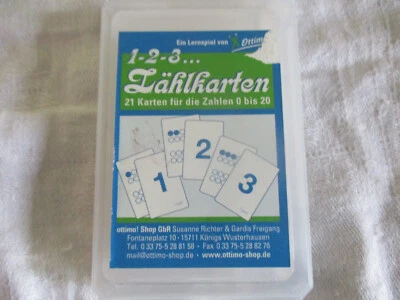 Ein Lernspiel von Ottimo
1-2-3...
Zählkarten
21 Karten für die Zahlen 0 bis 20
1
2
3
ottimo! Shop GbR Susanne Richter & Gardis Freigang
Fontaneplatz 10 · 15711 Königs Wusterhausen
Tel. 0 33 75-5 28 81 58 · Fax 0 33 75-5 28 82 76
mail@ottimo-shop.de · www.ottimo-shop.de